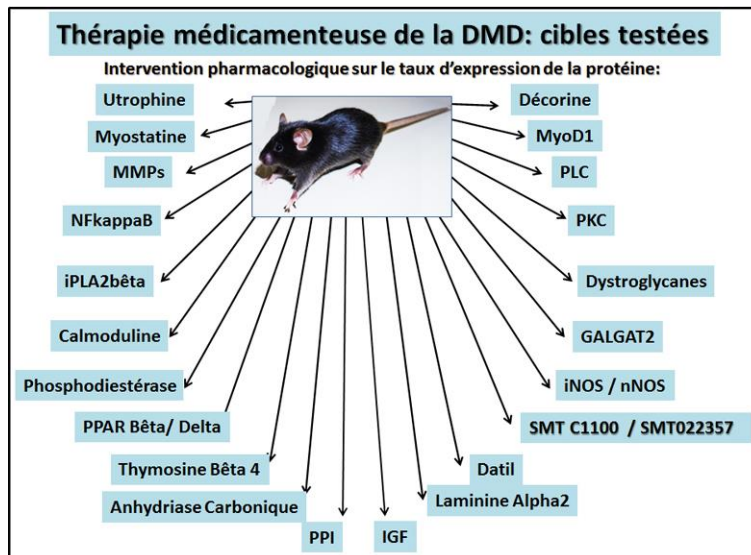 Thérapie médicamenteuse de la DMD: cibles testées
Intervention pharmacologique sur le taux d'expression de la protéine:
Utrophine
Décorine
Myostatine
MyoD1
MMPs
PLC
NFkappaB
PKC
iPLA2bêta
Dystroglycanes
Calmoduline
GALGAT2
Phosphodiestérase
iNOS / nNOS
PPAR Bêta/ Delta
SMT C1100 / SMT022357
Thymosine Bêta 4
Datil
Anhydriase Carbonique
Laminine Alpha2
PPI
IGF